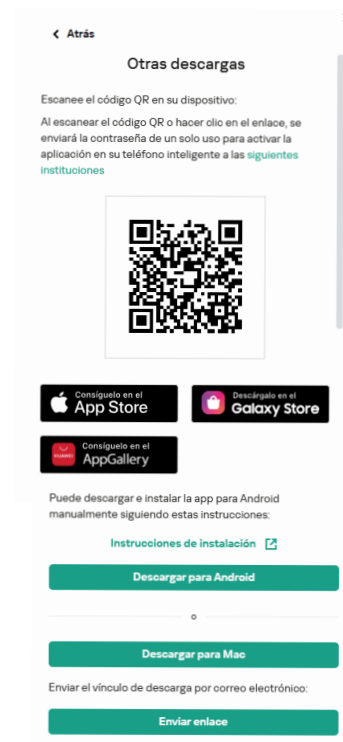 Atrás
Otras descargas
Escanee el código QR en su dispositivo:
Al escanear el código QR o hacer clic en el enlace, se
enviará la contraseña de un solo uso para activar la
aplicación en su teléfono inteligente a las siguientes
instituciones
Consíguelo en el
App Store
Descárgalo en el
Galaxy Store
HUAWEI
Consíguelo en el
AppGallery
Puede descargar e instalar la app para Android
manualmente siguiendo estas instrucciones:
Instrucciones de instalación
Descargar para Android
o
Descargar para Mac
Enviar el vínculo de descarga por correo electrónico:
Enviar enlace